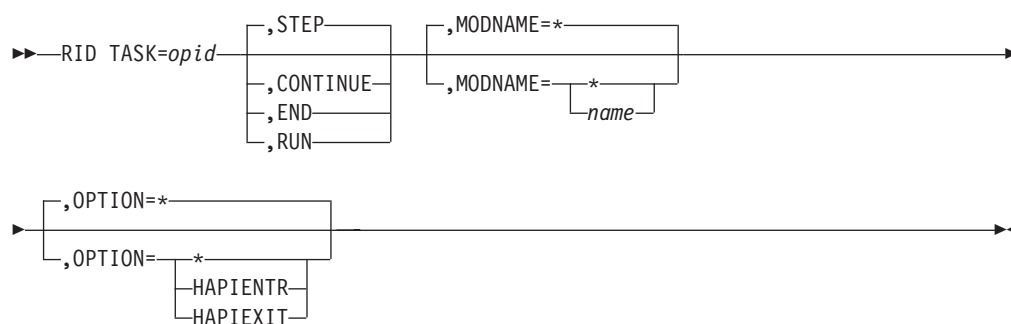 ,STEP ,MODNAME=*
RID TASK=opid
,CONTINUE ,MODNAME= *
,END name
,RUN
,OPTION=*
,OPTION= *
HAPIENTR
HAPIEXIT